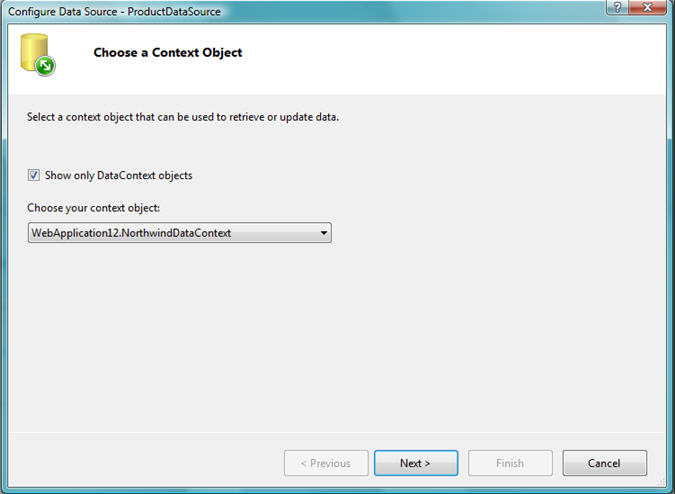 Configure Data Source - ProductDataSource
Choose a Context Object
Select a context object that can be used to retrieve or update data.
Show only DataContext objects
Choose your context object:
WebApplication12.NorthwindDataContext
< Previous
Next >
Finish
Cancel